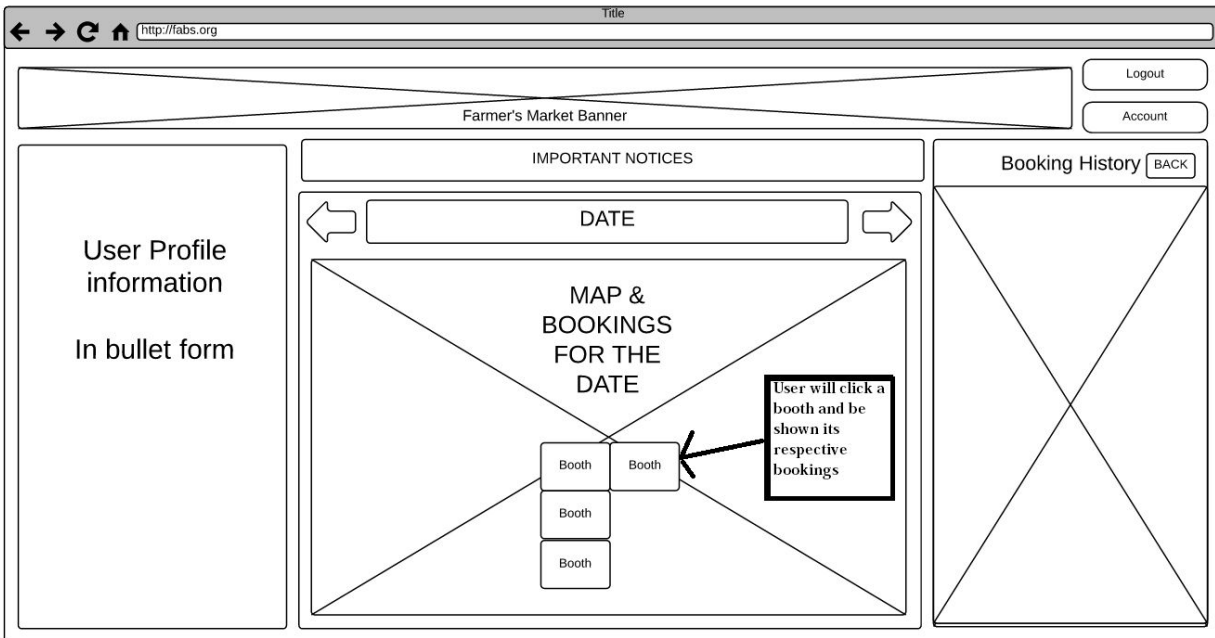 Title
http://fabs.org
Farmer's Market Banner
Logout
Account
User Profile
information
In bullet form
IMPORTANT NOTICES
DATE
MAP &
BOOKINGS
FOR THE
DATE
Booth Booth
Booth
Booth
User will click a
booth and be
shown its
respective
bookings
Booking History BACK